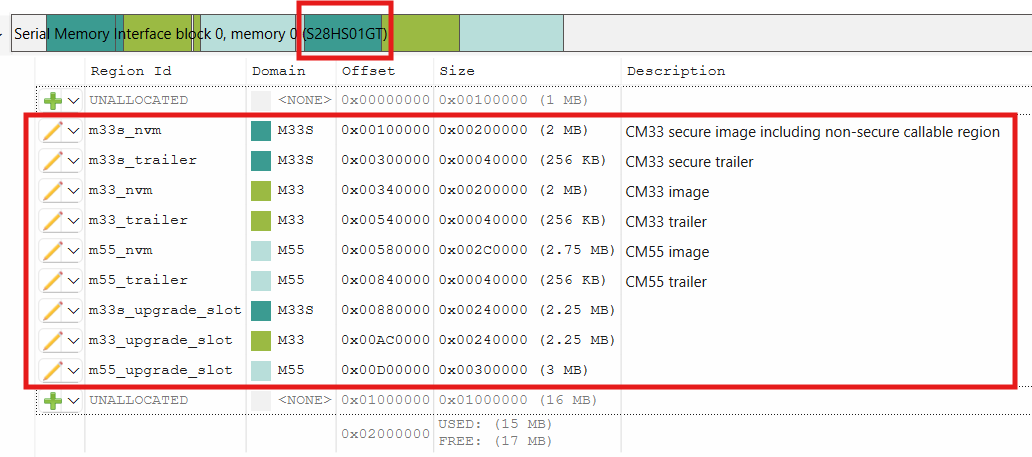 Serial Memory Interface block 0, memory 0 (S28HS01GT)
Region Id Domain Offset Size Description
UNALLOCATED <NONE> 0x00000000 0x00100000 (1 MB)
m33s_nvm M33S 0x00100000 0x00200000 (2 MB) CM33 secure image including non-secure callable region
m33s_trailer M33S 0x00300000 0x00040000 (256 KB) CM33 secure trailer
m33_nvm M33 0x00340000 0x00200000 (2 MB) CM33 image
m33_trailer M33 0x00540000 0x00040000 (256 KB) CM33 trailer
m55_nvm M55 0x00580000 0x002C0000 (2.75 MB) CM55 image
m55_trailer M55 0x00840000 0x00040000 (256 KB) CM55 trailer
m33s_upgrade_slot M33S 0x00880000 0x00240000 (2.25 MB)
m33_upgrade_slot M33 0x00AC0000 0x00240000 (2.25 MB)
m55_upgrade_slot M55 0x00D00000 0x00300000 (3 MB)
UNALLOCATED <NONE> 0x01000000 0x01000000 (16 MB)
0x02000000 USED: (15 MB)
FREE: (17 MB)